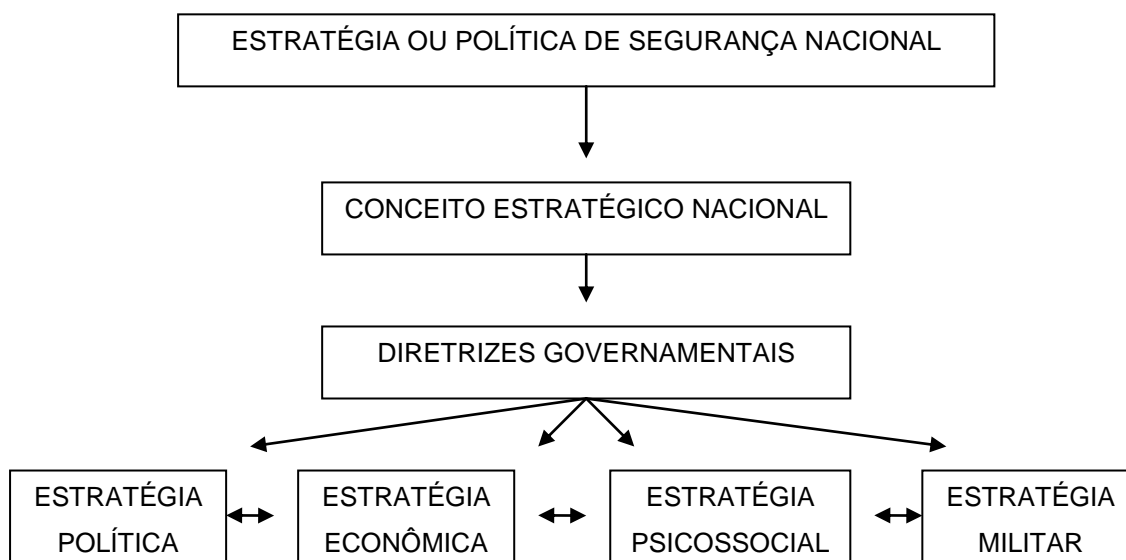 ESTRATÉGIA OU POLÍTICA DE SEGURANÇA NACIONAL
CONCEITO ESTRATÉGICO NACIONAL
DIRETRIZES GOVERNAMENTAIS
ESTRATÉGIA
POLÍTICA
ESTRATÉGIA
ECONÔMICA
ESTRATÉGIA
PSICOSSOCIAL
ESTRATÉGIA
MILITAR